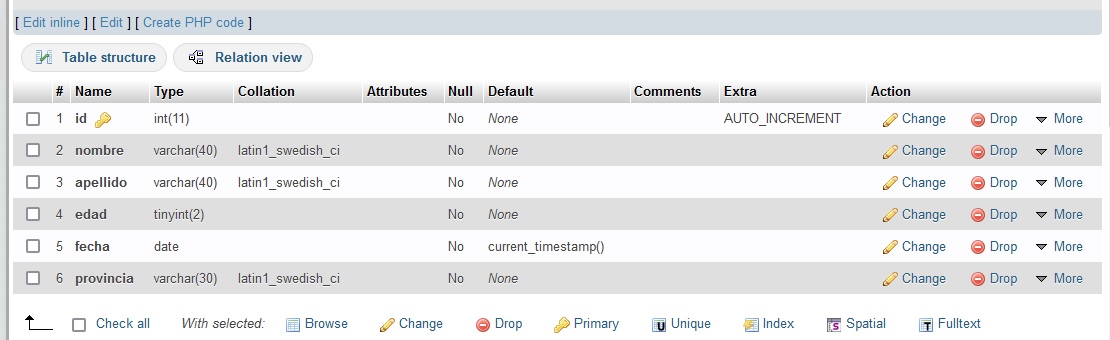 [ Edit inline ] [ Edit ] [ Create PHP code ]
Table structure Relation view
# Name Type Collation Attributes Null Default Comments Extra Action
1 id int(11) No None AUTO_INCREMENT Change Drop More
2 nombre varchar(40) latin1_swedish_ci No None Change Drop More
3 apellido varchar(40) latin1_swedish_ci No None Change Drop More
4 edad tinyint(2) No None Change Drop More
5 fecha date No current_timestamp() Change Drop More
6 provincia varchar(30) latin1_swedish_ci No None Change Drop More
Check all With selected: Browse Change Drop Primary Unique Index Spatial Fulltext